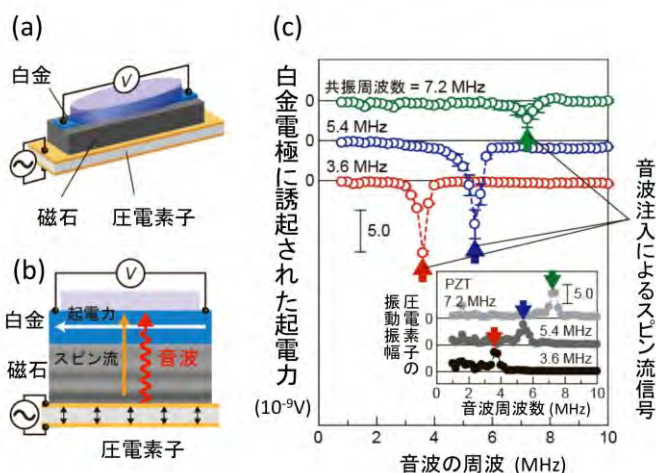 (a)
V
白金
磁石
圧電素子
(b)
V
白金
起電力
スピン流
音波
磁石
圧電素子
(c)
白金電極に誘起された起電力
(10⁻⁹V)
共振周波数 = 7.2 MHz
0
5.4 MHz
0
3.6 MHz
0
5.0
音波注入によるスピン流信号
圧電素子の
振動振幅
PZT
7.2 MHz
5.0
0
5.4 MHz
0
3.6 MHz
0
0 2 4 6 8 10
音波周波数 (MHz)
0 2 4 6 8 10
音波の周波 (MHz)